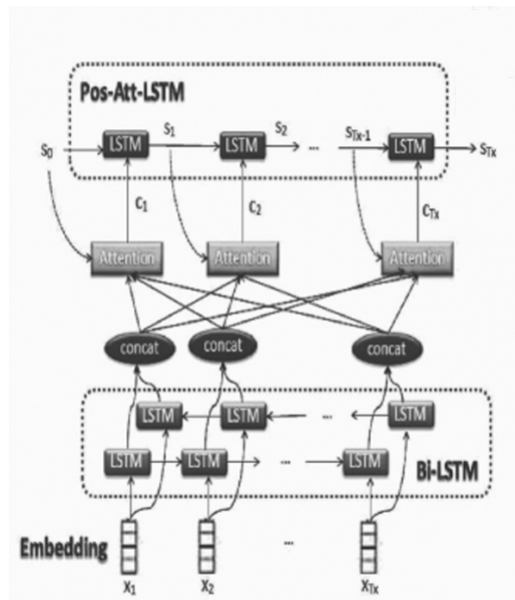 Pos-Att-LSTM
S0 LSTM S1 LSTM S2 ... STx-1 LSTM STx
C1 C2 CTx
Attention Attention Attention
concat concat concat
LSTM LSTM ... LSTM
LSTM LSTM ... LSTM
Bi-LSTM
Embedding
...
X1 X2 XTx